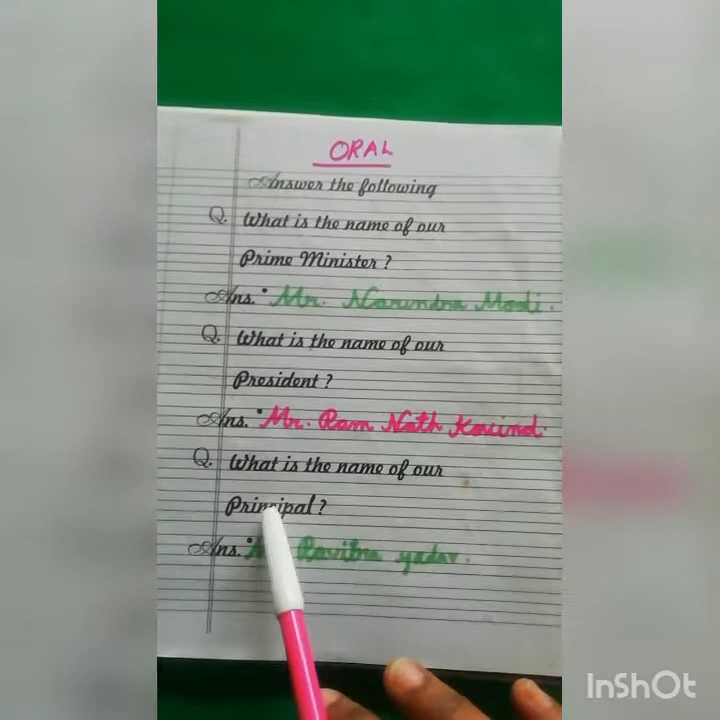 ORAL
Answer the following
Q. What is the name of our
Prime Minister?
Ans. Mr. Narendra Modi.
Q. What is the name of our
President?
Ans. Mr. Ram Nath Kovind.
Q. What is the name of our
Principal?
Ans. yadav.
InShOt